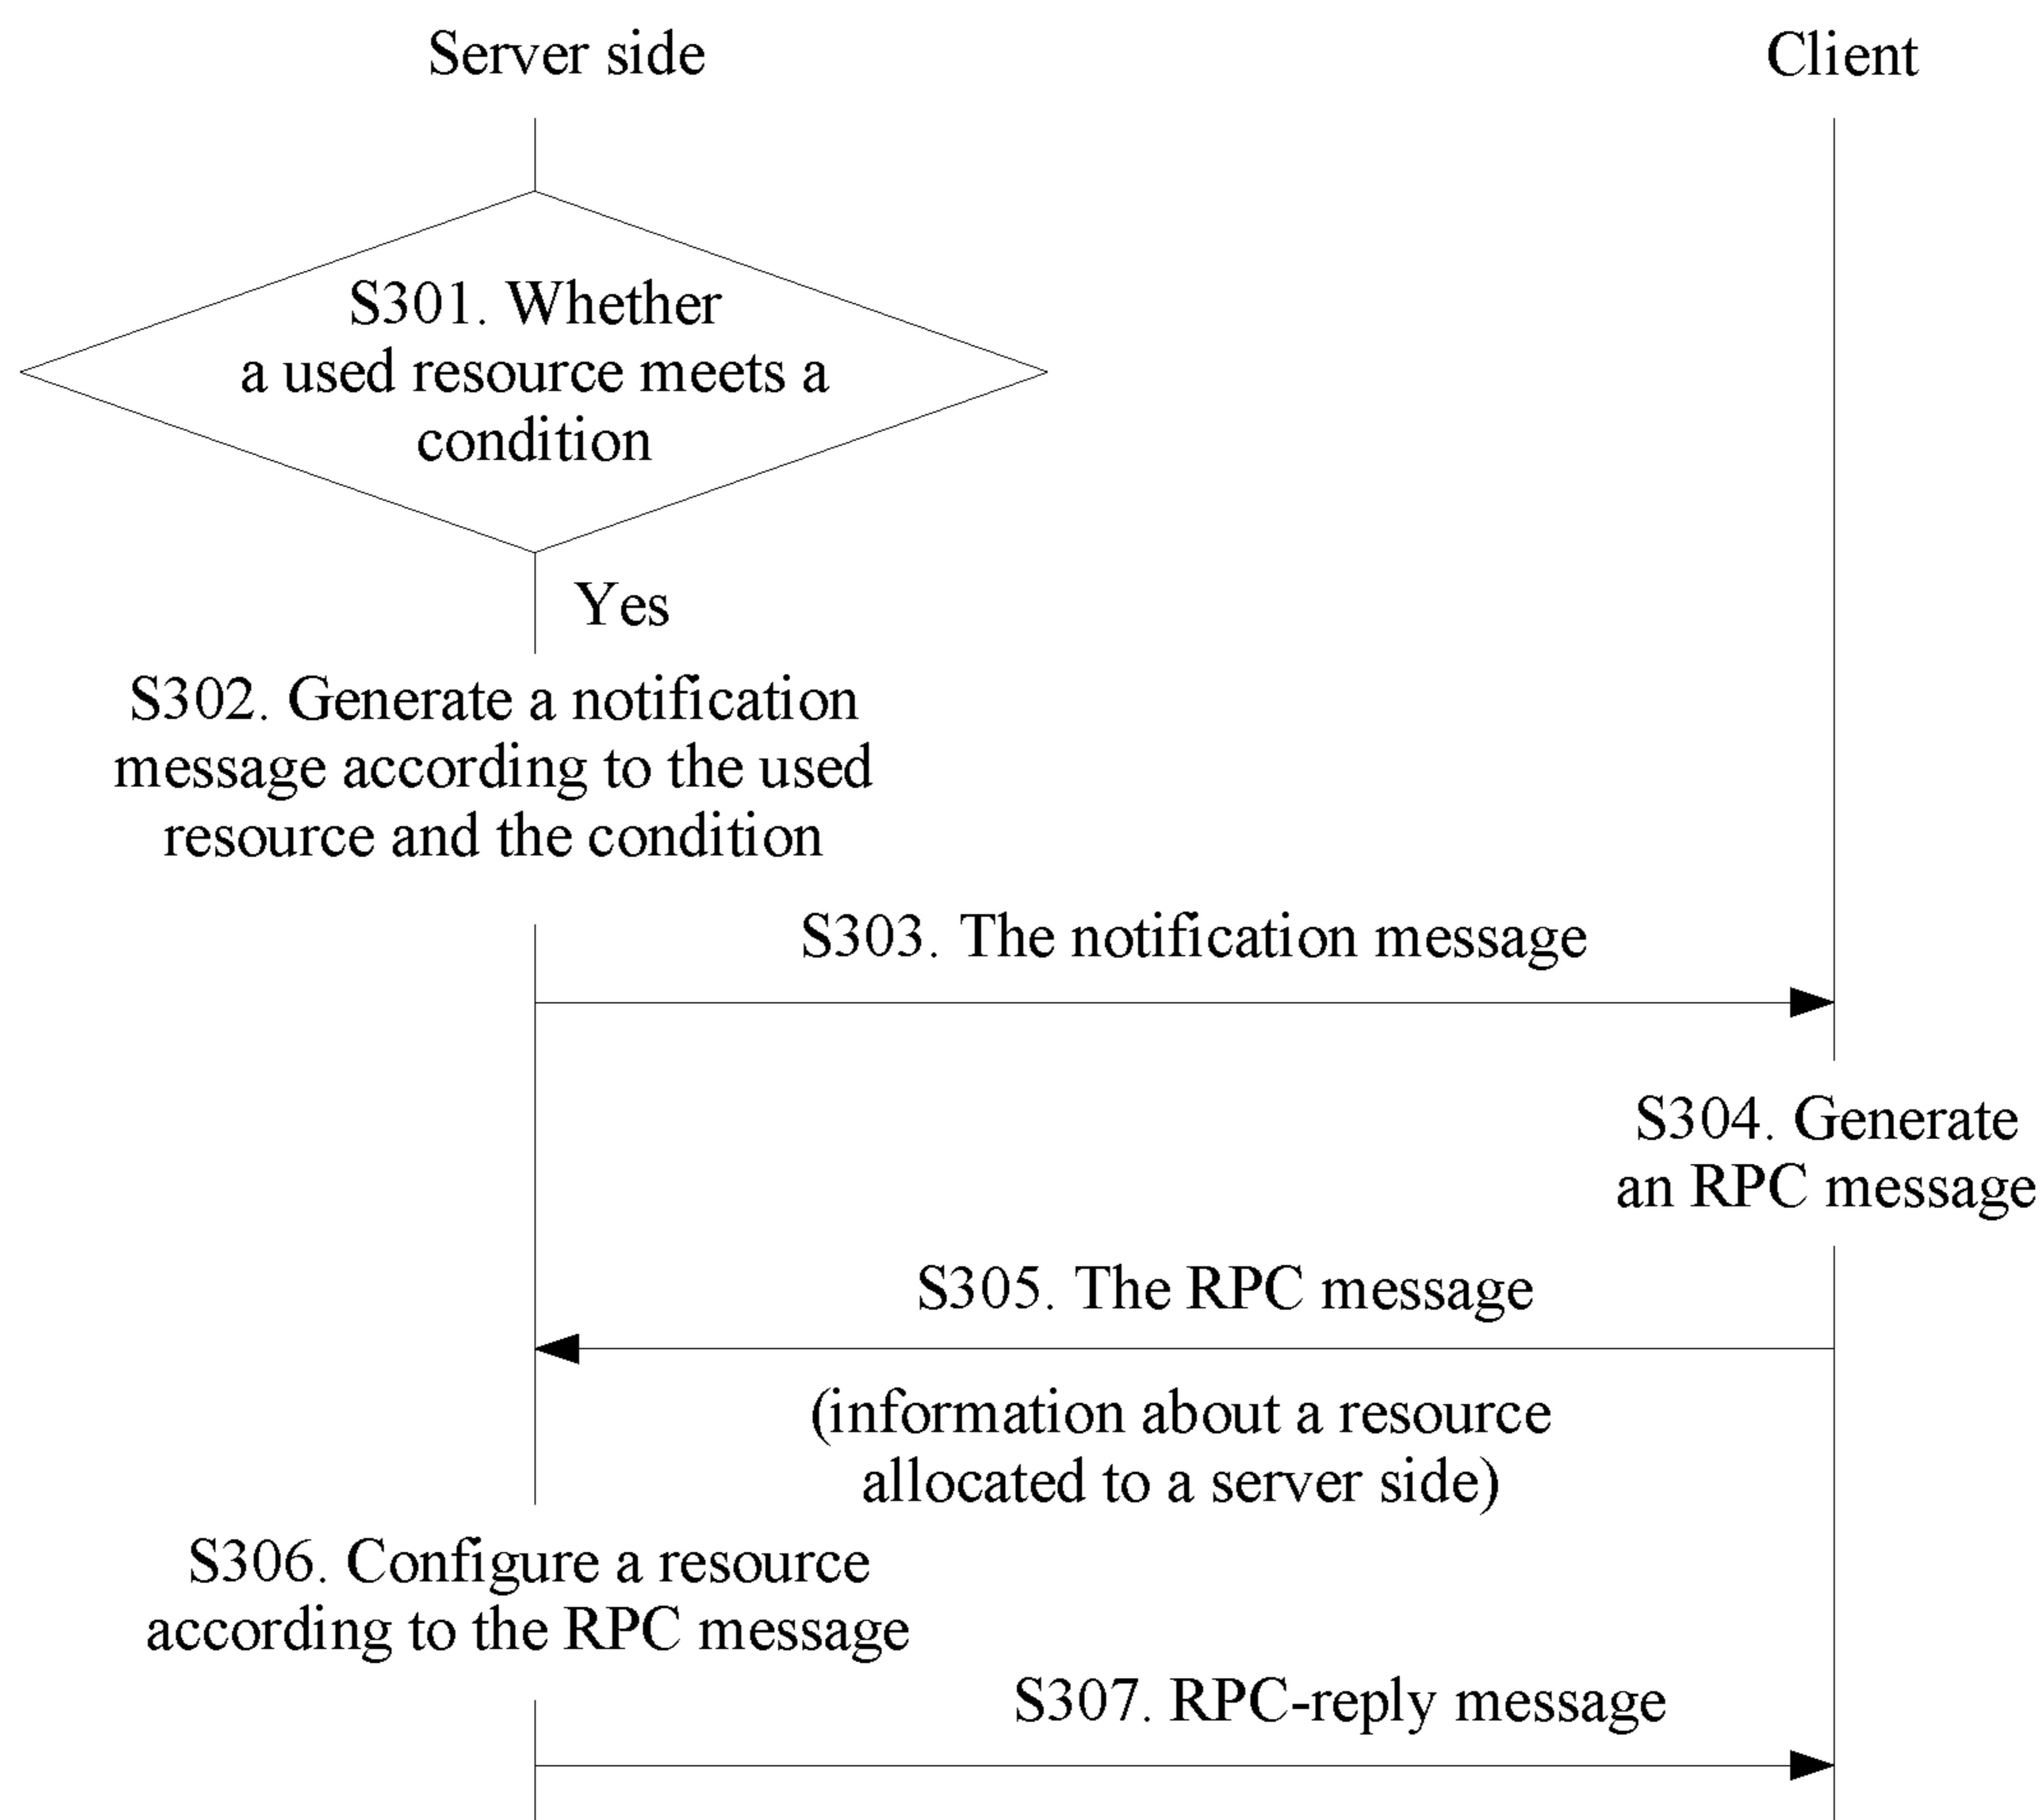 Server side
Client
S301. Whether
a used resource meets a
condition
Yes
S302. Generate a notification
message according to the used
resource and the condition
S303. The notification message
S304. Generate
an RPC message
S305. The RPC message
(information about a resource
allocated to a server side)
S306. Configure a resource
according to the RPC message
S307. RPC-reply message